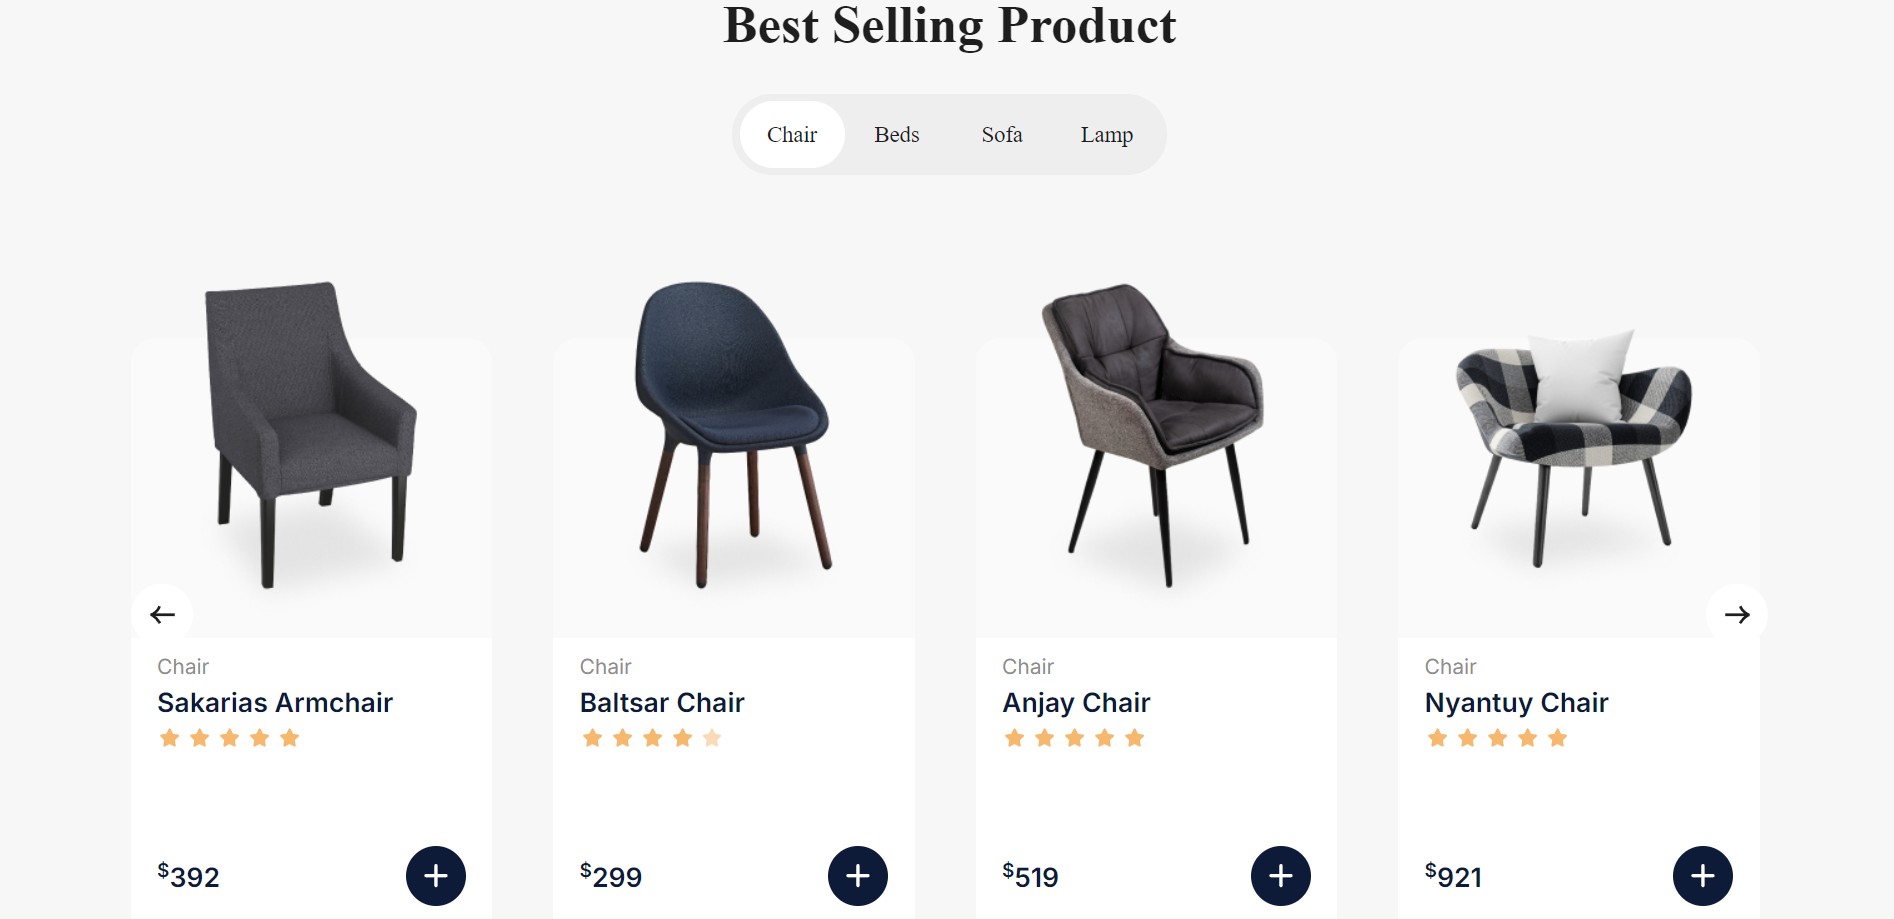 Best Selling Product
Chair Beds Sofa Lamp
Chair
Sakarias Armchair
$392
Chair
Baltsar Chair
$299
Chair
Anjay Chair
$519
Chair
Nyantuy Chair
$921